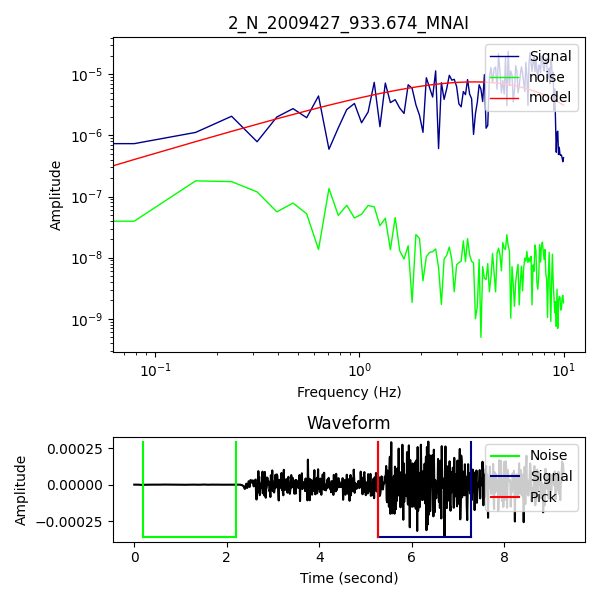 2_N_2009427_933.674_MNAI
Signal
noise
model
10⁻⁵
10⁻⁶
10⁻⁷
10⁻⁸
10⁻⁹
Amplitude
10⁻¹
10⁰
10¹
Frequency (Hz)
Waveform
Noise
Signal
Pick
0.00025
0.00000
−0.00025
Amplitude
0
2
4
6
8
Time (second)